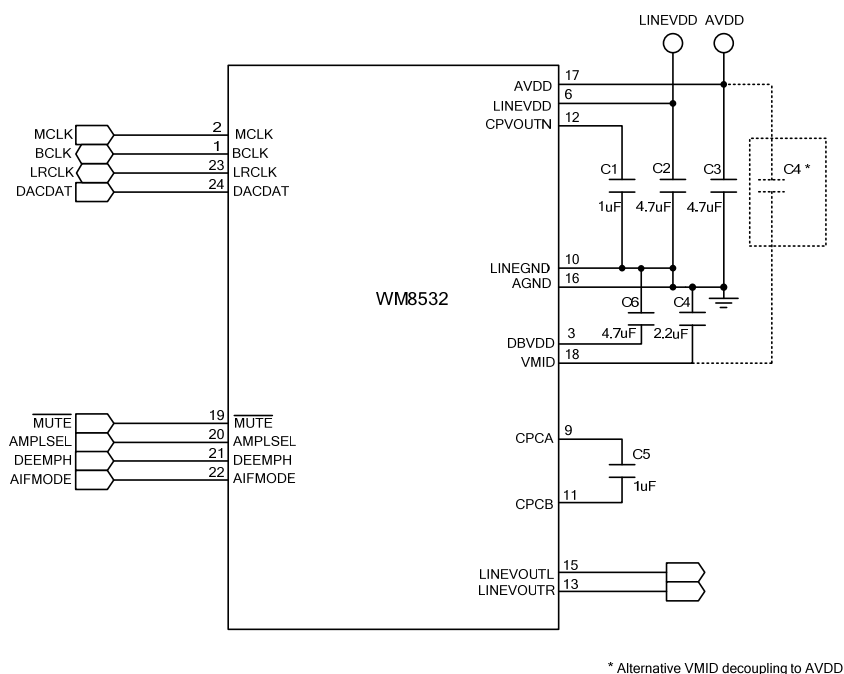 LINEVDD AVDD
17
AVDD
6
LINEVDD
12
CPVOUTN
MCLK 2 MCLK
BCLK 1 BCLK
LRCLK 23 LRCLK
DACDAT 24 DACDAT
C1 C2 C3 C4 *
1uF 4.7uF 4.7uF
10
LINEGND
16
AGND
WM8532
C6 C4
4.7uF 2.2uF
3
DBVDD
18
VMID
MUTE 19 MUTE
AMPLSEL 20 AMPLSEL
DEEMPH 21 DEEMPH
AIFMODE 22 AIFMODE
9
CPCA
C5
1uF
11
CPCB
15
LINEVOUTL
13
LINEVOUTR
* Alternative VMID decoupling to AVDD